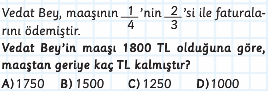 Vedat Bey, maaşının 1/4 'nin 2/3 'si ile faturala-
rını ödemiştir.
Vedat Bey'in maaşı 1800 TL olduğuna göre,
maaştan geriye kaç TL kalmıştır?
A) 1750 B) 1500 C) 1250 D) 1000